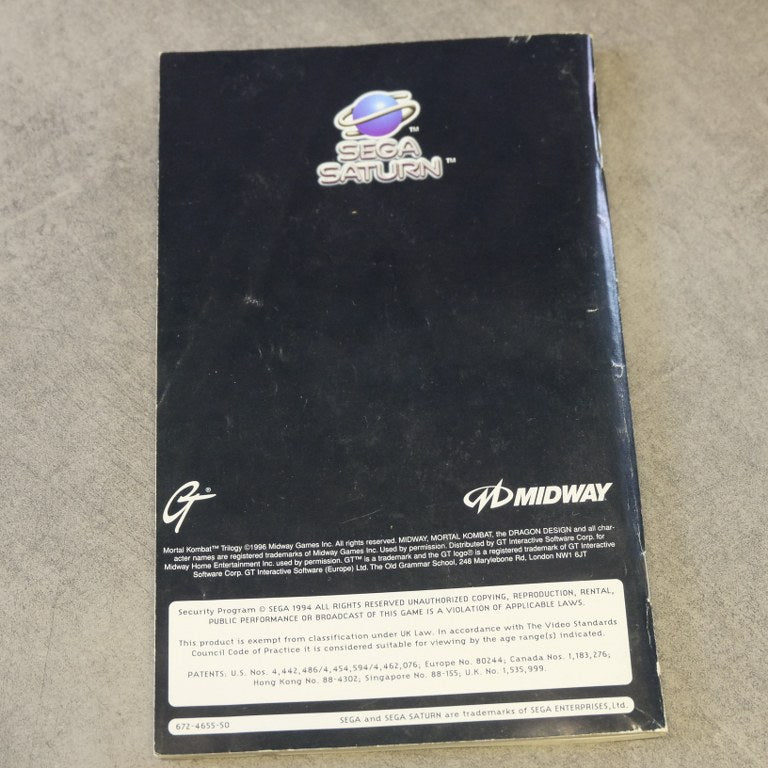 ™
SEGA
SATURN™
GT®
MIDWAY
Mortal Kombat™ Trilogy ©1996 Midway Games Inc. All rights reserved. MIDWAY, MORTAL KOMBAT, the DRAGON DESIGN and all char-
acter names are registered trademarks of Midway Games Inc. Used by permission. Distributed by GT Interactive Software Corp. for
Midway Home Entertainment Inc. used by permission. GT™ is a trademark and the GT logo® is a registered trademark of GT Interactive
Software Corp. GT Interactive Software (Europe) Ltd. The Old Grammar School, 248 Marylebone Rd, London NW1 6JT
Security Program © SEGA 1994 ALL RIGHTS RESERVED UNAUTHORIZED COPYING, REPRODUCTION, RENTAL,
PUBLIC PERFORMANCE OR BROADCAST OF THIS GAME IS A VIOLATION OF APPLICABLE LAWS.
This product is exempt from classification under UK Law. In accordance with The Video Standards
Council Code of Practice it is considered suitable for viewing by the age range(s) indicated.
PATENTS: U.S. Nos. 4,442,486/4,454,594/4,462,076; Europe No. 80244; Canada Nos. 1,183,276;
Hong Kong No. 88-4302; Singapore No. 88-155; U.K. No. 1,535,999.
672-4655-50
SEGA and SEGA SATURN are trademarks of SEGA ENTERPRISES, Ltd.